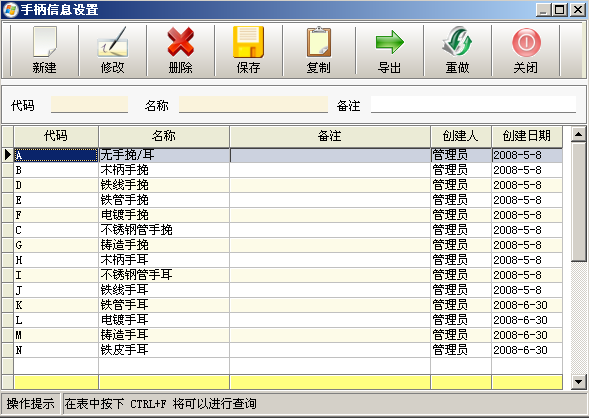 手柄信息设置
新建 修改 删除 保存 复制 导出 重做 关闭
代码 名称 备注
代码 名称 备注 创建人 创建日期
A 无手挽/耳 管理员 2008-5-8
B 木柄手挽 管理员 2008-5-8
D 铁线手挽 管理员 2008-5-8
E 铁管手挽 管理员 2008-5-8
F 电镀手挽 管理员 2008-5-8
C 不锈钢管手挽 管理员 2008-5-8
G 铸造手挽 管理员 2008-5-8
H 木柄手耳 管理员 2008-5-8
I 不锈钢管手耳 管理员 2008-5-8
J 铁线手耳 管理员 2008-5-8
K 铁管手耳 管理员 2008-6-30
L 电镀手耳 管理员 2008-6-30
M 铸造手耳 管理员 2008-6-30
N 铁皮手耳 管理员 2008-6-30
操作提示 在表中按下 CTRL+F 将可以进行查询